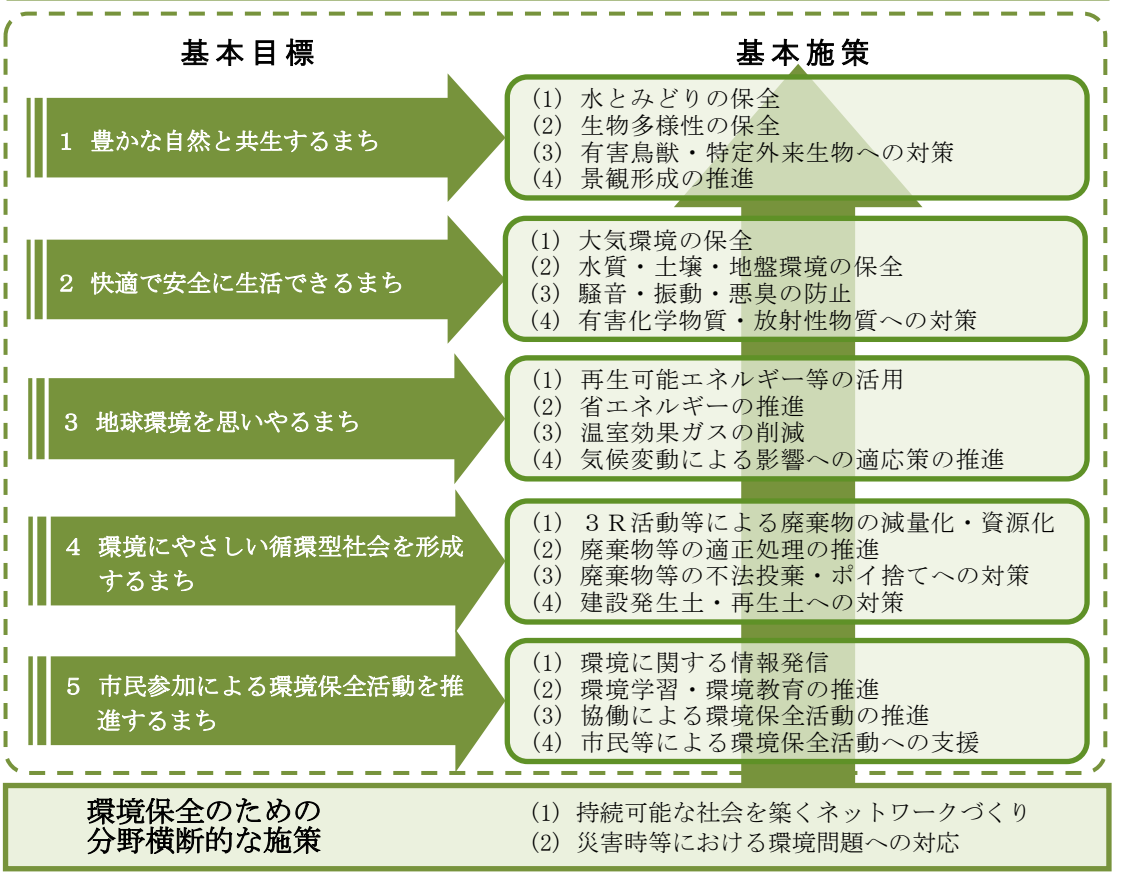 基本目標
基本施策
1 豊かな自然と共生するまち
(1) 水とみどりの保全
(2) 生物多様性の保全
(3) 有害鳥獣・特定外来生物への対策
(4) 景観形成の推進
2 快適で安全に生活できるまち
(1) 大気環境の保全
(2) 水質・土壌・地盤環境の保全
(3) 騒音・振動・悪臭の防止
(4) 有害化学物質・放射性物質への対策
3 地球環境を思いやるまち
(1) 再生可能エネルギー等の活用
(2) 省エネルギーの推進
(3) 温室効果ガスの削減
(4) 気候変動による影響への適応策の推進
4 環境にやさしい循環型社会を形成
するまち
(1) 3R活動等による廃棄物の減量化・資源化
(2) 廃棄物等の適正処理の推進
(3) 廃棄物等の不法投棄・ポイ捨てへの対策
(4) 建設発生土・再生土への対策
5 市民参加による環境保全活動を推
進するまち
(1) 環境に関する情報発信
(2) 環境学習・環境教育の推進
(3) 協働による環境保全活動の推進
(4) 市民等による環境保全活動への支援
環境保全のための
分野横断的な施策
(1) 持続可能な社会を築くネットワークづくり
(2) 災害時等における環境問題への対応